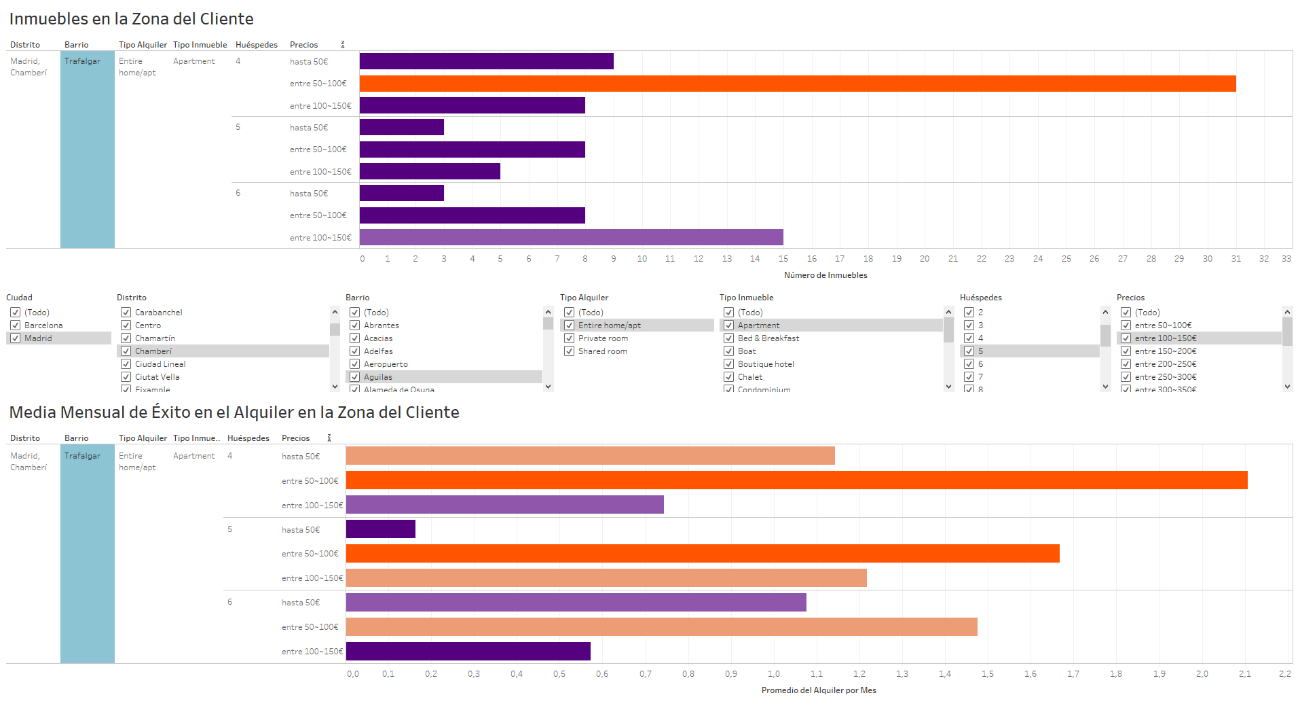 Inmuebles en la Zona del Cliente
Distrito Barrio Tipo Alquiler Tipo Inmueble Huéspedes Precios
Madrid, Trafalgar Entire Apartment 4 hasta 50€
Chamberí home/apt
entre 50~100€
entre 100~150€
5 hasta 50€
entre 50~100€
entre 100~150€
6 hasta 50€
entre 50~100€
entre 100~150€
0 1 2 3 4 5 6 7 8 9 10 11 12 13 14 15 16 17 18 19 20 21 22 23 24 25 26 27 28 29 30 31 32 33
Número de Inmuebles
Ciudad Distrito Barrio Tipo Alquiler Tipo Inmueble Huéspedes Precios
(Todo) Carabanchel (Todo) (Todo) (Todo) 2 (Todo)
Barcelona Centro Abrantes Entire home/apt Apartment 3 entre 50~100€
Madrid Chamartín Acacias Private room Bed & Breakfast 4 entre 100~150€
Chamberí Adelfas Shared room Boat 5 entre 150~200€
Ciudad Lineal Aeropuerto Boutique hotel 6 entre 200~250€
Ciutat Vella Aguilas Chalet 7 entre 250~300€
Eixample Alameda de Osuna Condominium 8 entre 300~350€
Media Mensual de Éxito en el Alquiler en la Zona del Cliente
Distrito Barrio Tipo Alquiler Tipo Inmue.. Huéspedes Precios
Madrid, Trafalgar Entire Apartment 4 hasta 50€
Chamberí home/apt
entre 50~100€
entre 100~150€
5 hasta 50€
entre 50~100€
entre 100~150€
6 hasta 50€
entre 50~100€
entre 100~150€
0,0 0,1 0,2 0,3 0,4 0,5 0,6 0,7 0,8 0,9 1,0 1,1 1,2 1,3 1,4 1,5 1,6 1,7 1,8 1,9 2,0 2,1 2,2
Promedio del Alquiler por Mes